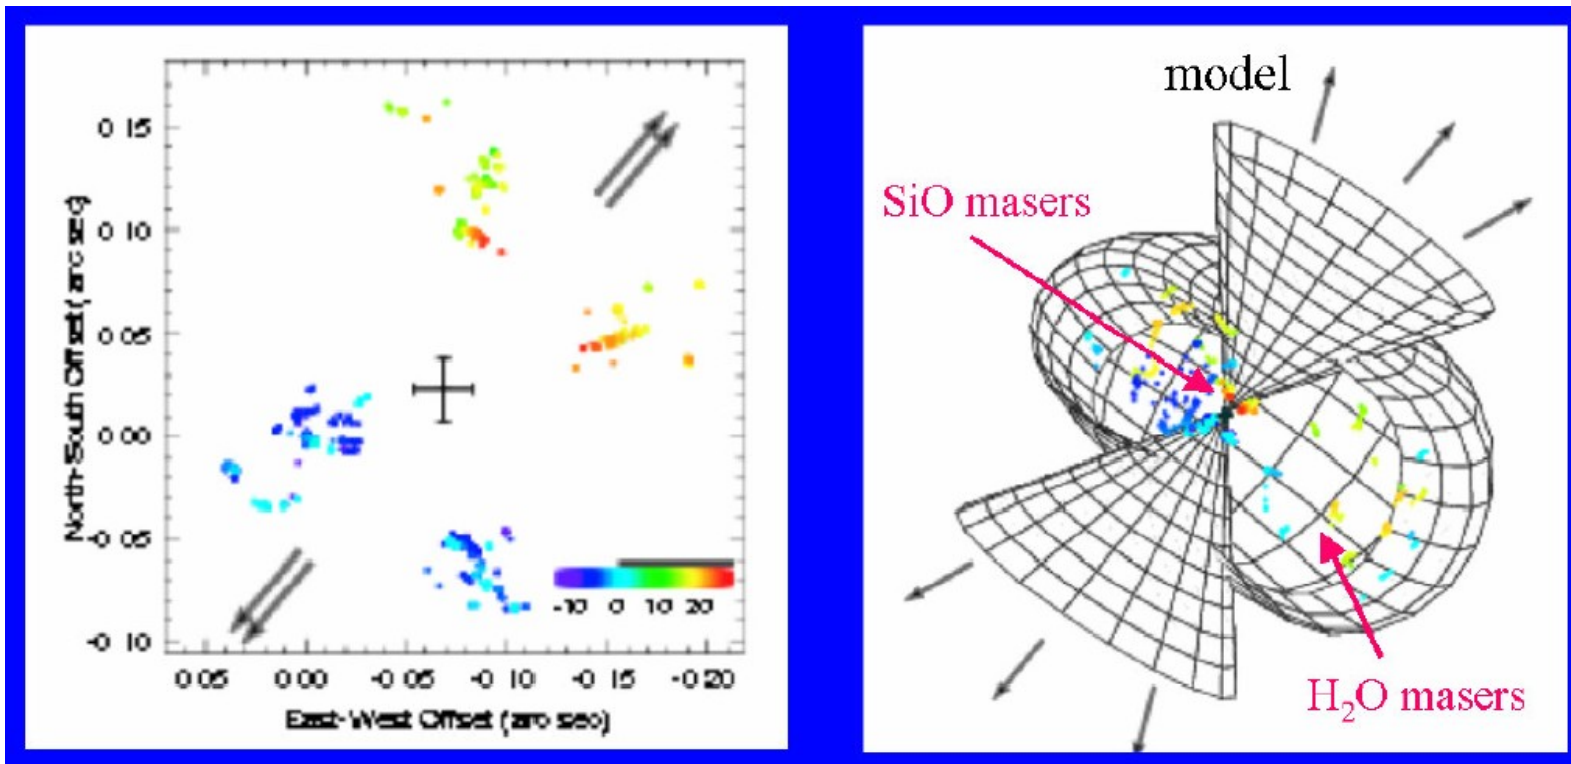 0 15
0 10
0 05
0 00
-0 05
-0 10
North-South Offset (arc sec)
-10 0 10 20
0 05 0 00 -0 05 -0 10 -0 15 -0 20
East-West Offset (arc sec)
model
SiO masers
H₂O masers